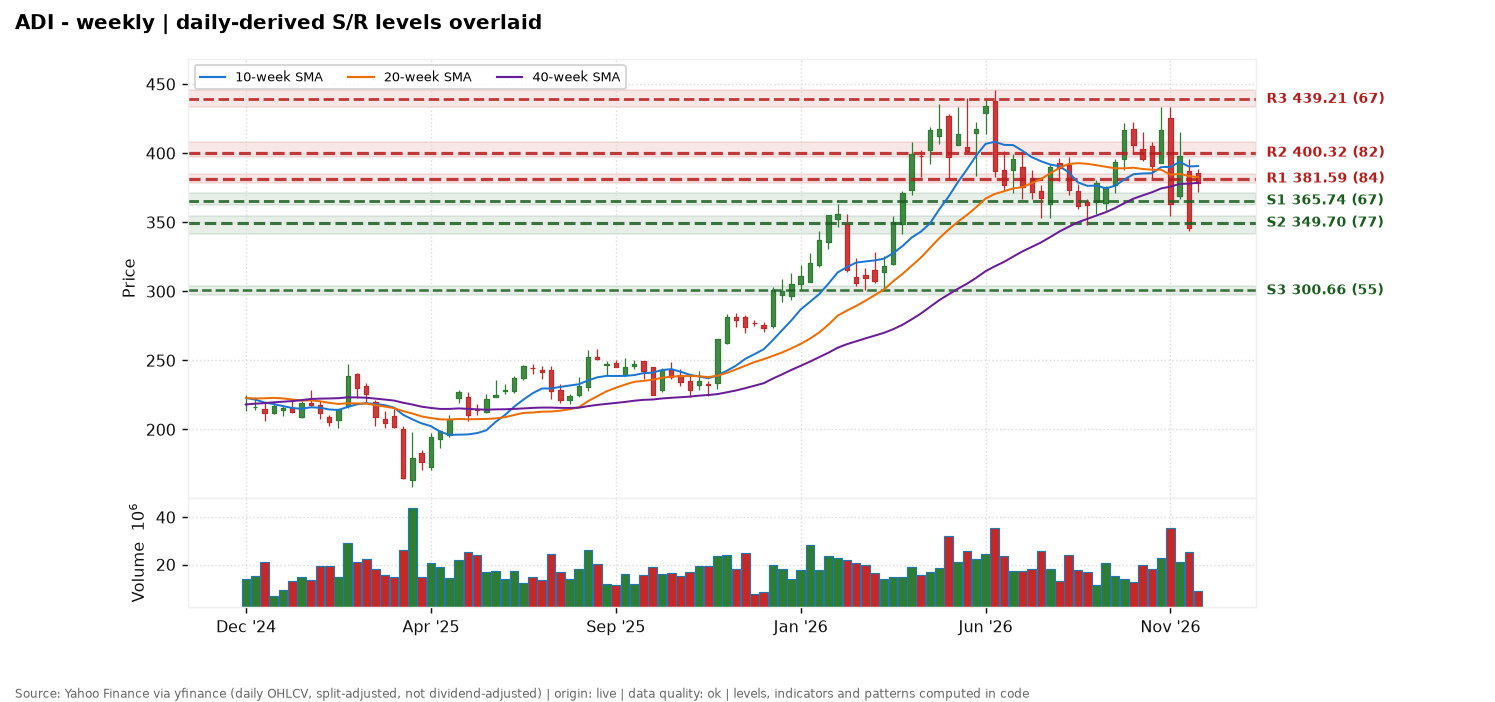 ADI - weekly | daily-derived S/R levels overlaid
10-week SMA
20-week SMA
40-week SMA
450
400
350
300
250
200
Price
R3 439.21 (67)
R2 400.32 (82)
R1 381.59 (84)
S1 365.74 (67)
S2 349.70 (77)
S3 300.66 (55)
40
20
Volume 10⁶
Dec '24
Apr '25
Sep '25
Jan '26
Jun '26
Nov '26
Source: Yahoo Finance via yfinance (daily OHLCV, split-adjusted, not dividend-adjusted) | origin: live | data quality: ok | levels, indicators and patterns computed in code